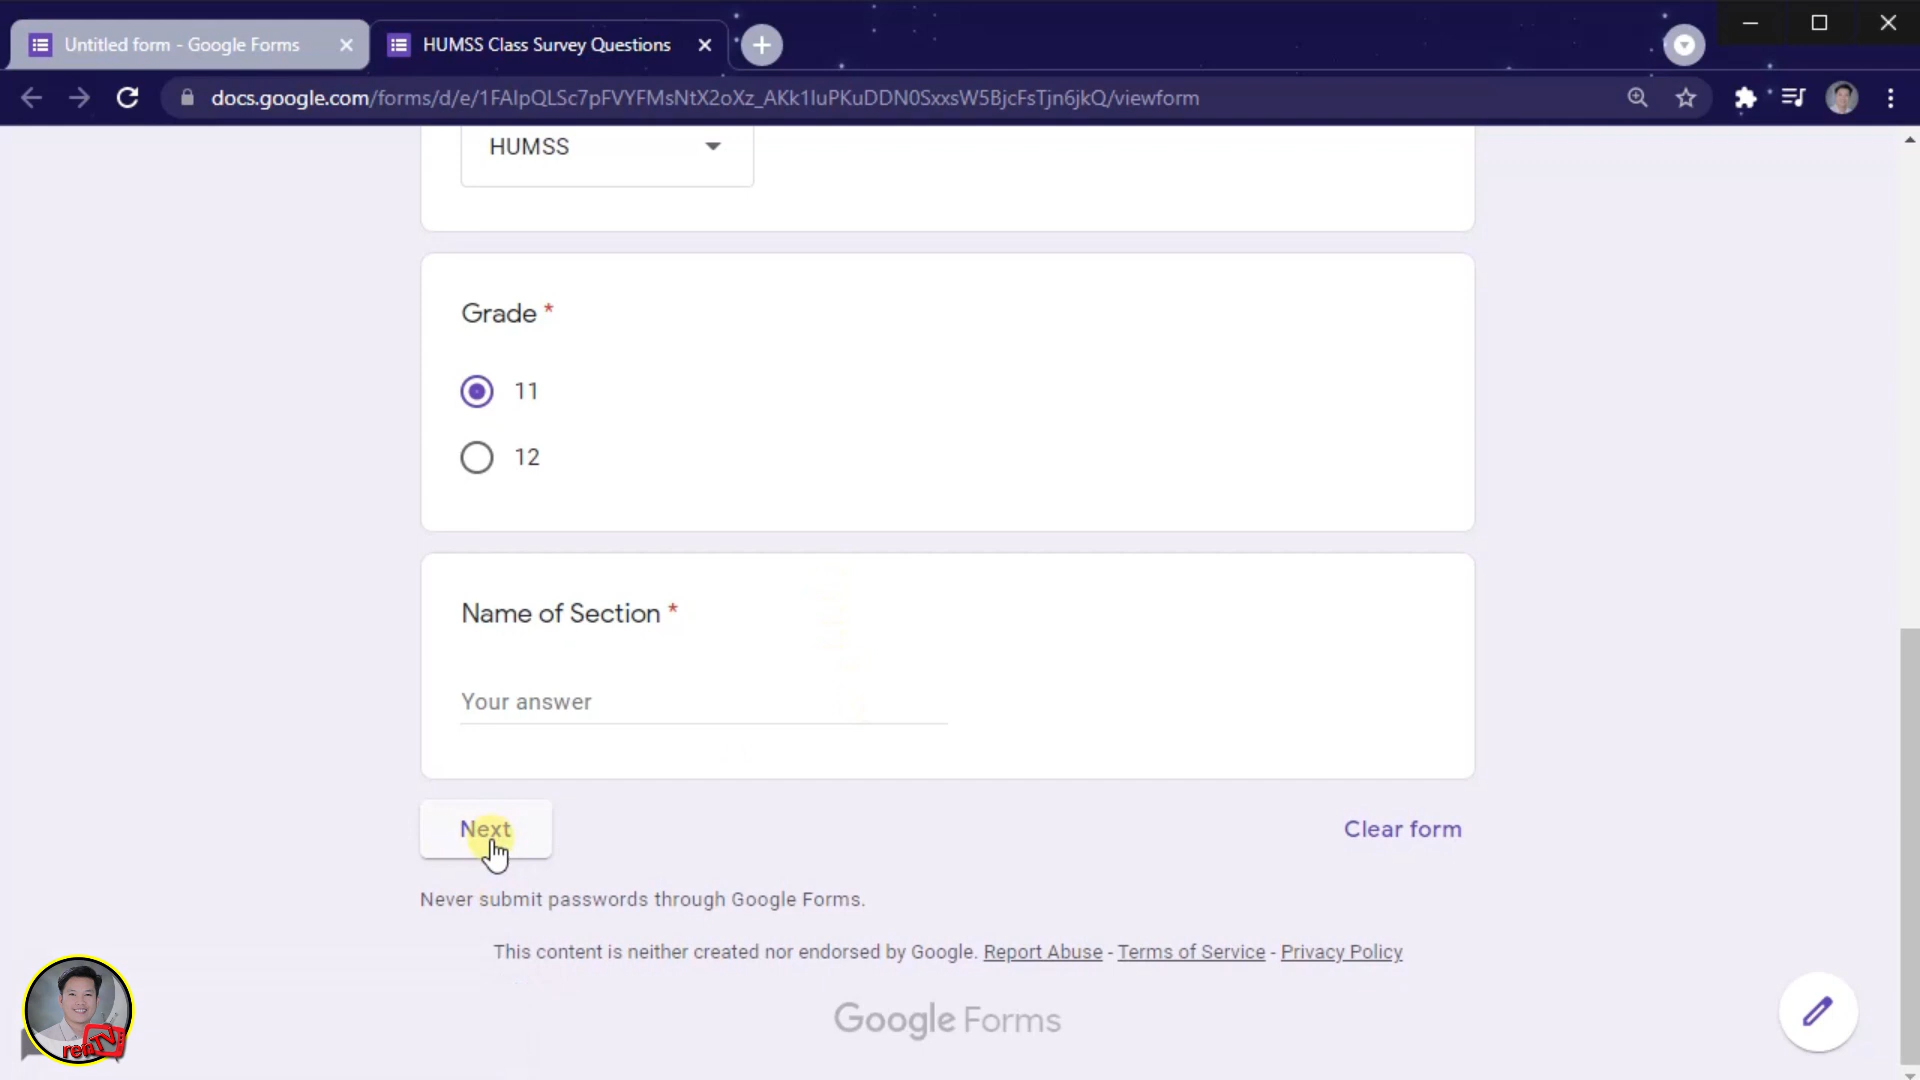 Untitled form - Google Forms
HUMSS Class Survey Questions
docs.google.com/forms/d/e/1FAIpQLSc7pFVYFMsNtX2oXz_AKk1IuPKuDDN0SxxsW5BjcFsTjn6jkQ/viewform
HUMSS
Grade *
11
12
Name of Section *
Your answer
Next
Clear form
Never submit passwords through Google Forms.
This content is neither created nor endorsed by Google. Report Abuse - Terms of Service - Privacy Policy
Google Forms
renTV